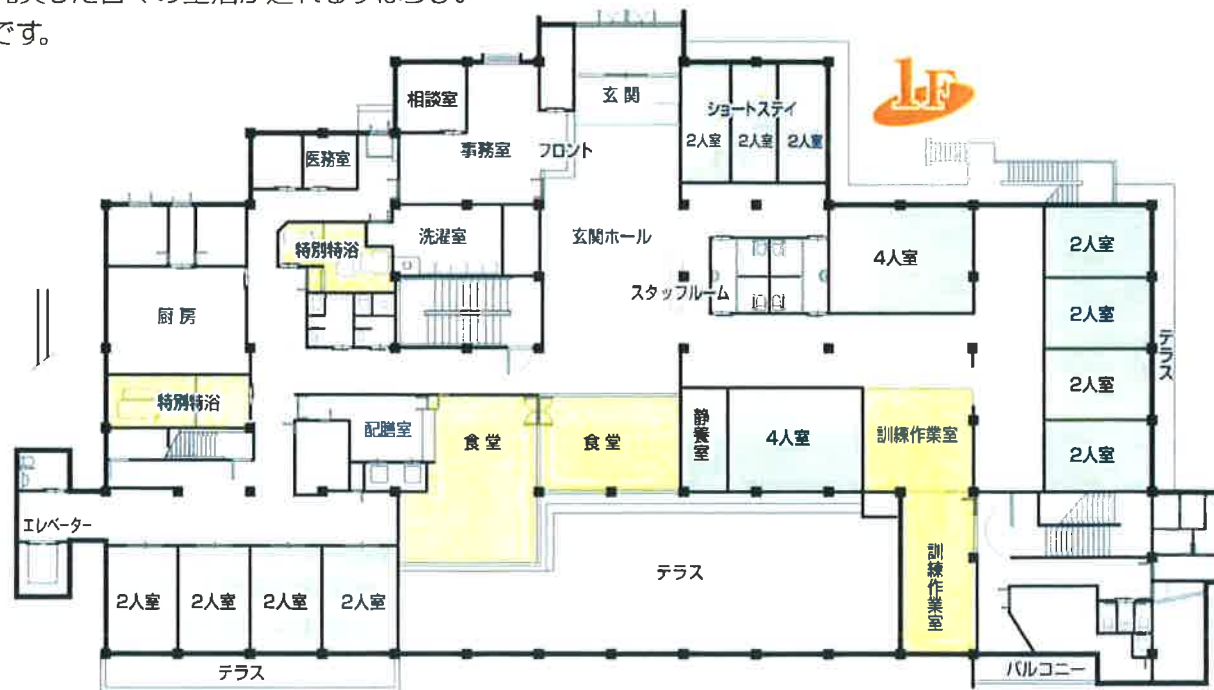 です。
1F
相談室
玄関
ショートステイ
2人室
2人室
2人室
事務室
フロント
医務室
特別特浴
洗濯室
玄関ホール
4人室
2人室
スタッフルーム
厨房
2人室
テラス
特別特浴
2人室
配膳室
食堂
食堂
静養室
4人室
訓練作業室
2人室
エレベーター
テラス
訓練作業室
2人室
2人室
2人室
2人室
テラス
バルコニー